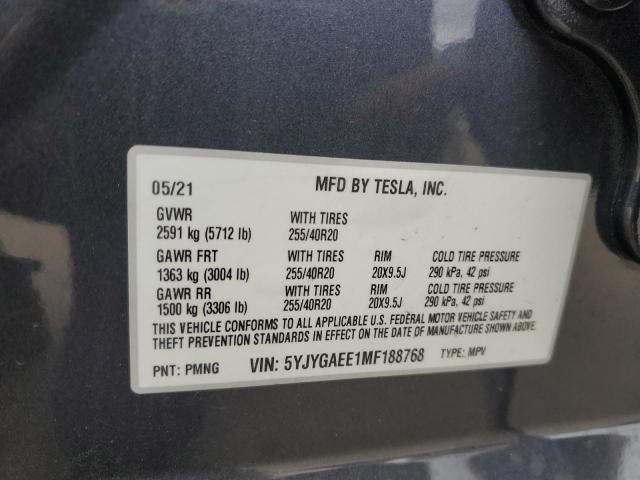 05/21 MFD BY TESLA, INC.
GVWR WITH TIRES
2591 kg (5712 lb) 255/40R20
GAWR FRT WITH TIRES RIM COLD TIRE PRESSURE
1363 kg (3004 lb) 255/40R20 20X9.5J 290 kPa, 42 psi
GAWR RR WITH TIRES RIM COLD TIRE PRESSURE
1500 kg (3306 lb) 255/40R20 20X9.5J 290 kPa, 42 psi
THIS VEHICLE CONFORMS TO ALL APPLICABLE U.S. FEDERAL MOTOR VEHICLE SAFETY AND
THEFT PREVENTION STANDARDS IN EFFECT ON THE DATE OF MANUFACTURE SHOWN ABOVE.
PNT: PMNG VIN: 5YJYGAEE1MF188768 TYPE: MPV